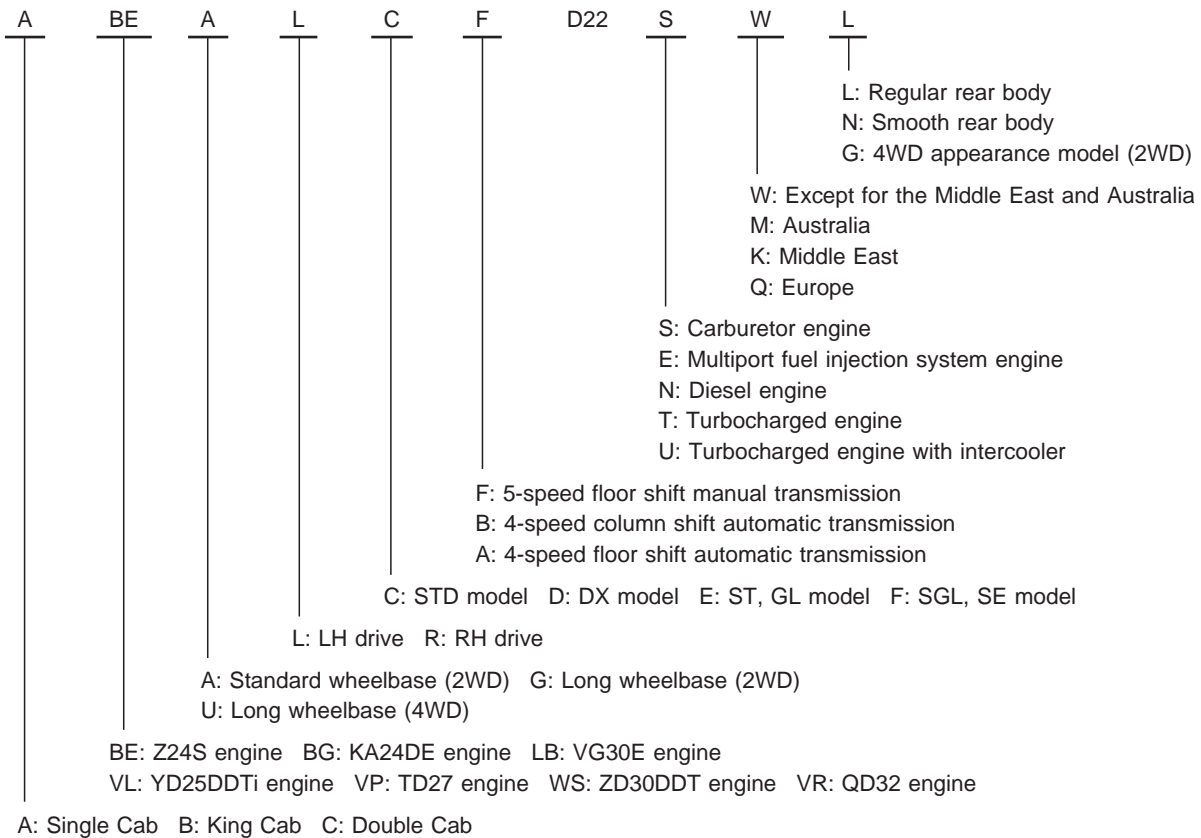 A BE A L C F D22 S W L
L: Regular rear body
N: Smooth rear body
G: 4WD appearance model (2WD)
W: Except for the Middle East and Australia
M: Australia
K: Middle East
Q: Europe
S: Carburetor engine
E: Multiport fuel injection system engine
N: Diesel engine
T: Turbocharged engine
U: Turbocharged engine with intercooler
F: 5-speed floor shift manual transmission
B: 4-speed column shift automatic transmission
A: 4-speed floor shift automatic transmission
C: STD model D: DX model E: ST, GL model F: SGL, SE model
L: LH drive R: RH drive
A: Standard wheelbase (2WD) G: Long wheelbase (2WD)
U: Long wheelbase (4WD)
BE: Z24S engine BG: KA24DE engine LB: VG30E engine
VL: YD25DDTi engine VP: TD27 engine WS: ZD30DDT engine VR: QD32 engine
A: Single Cab B: King Cab C: Double Cab